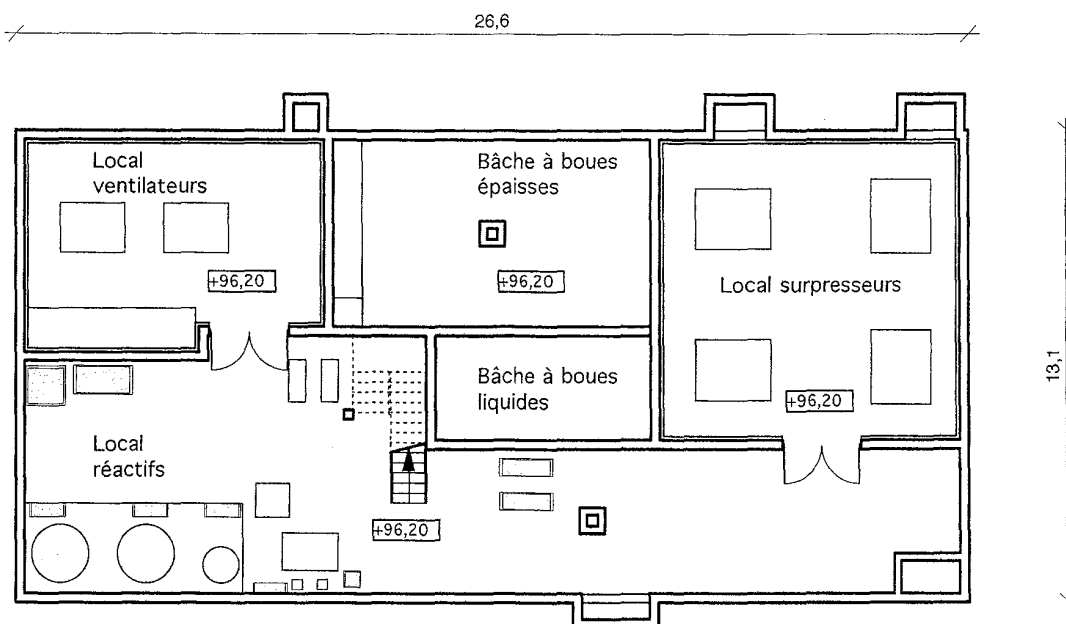 26,6
Local
ventilateurs
+96,20
Bâche à boues
épaisses
+96,20
Local surpresseurs
+96,20
13,1
Bâche à boues
liquides
Local
réactifs
+96,20